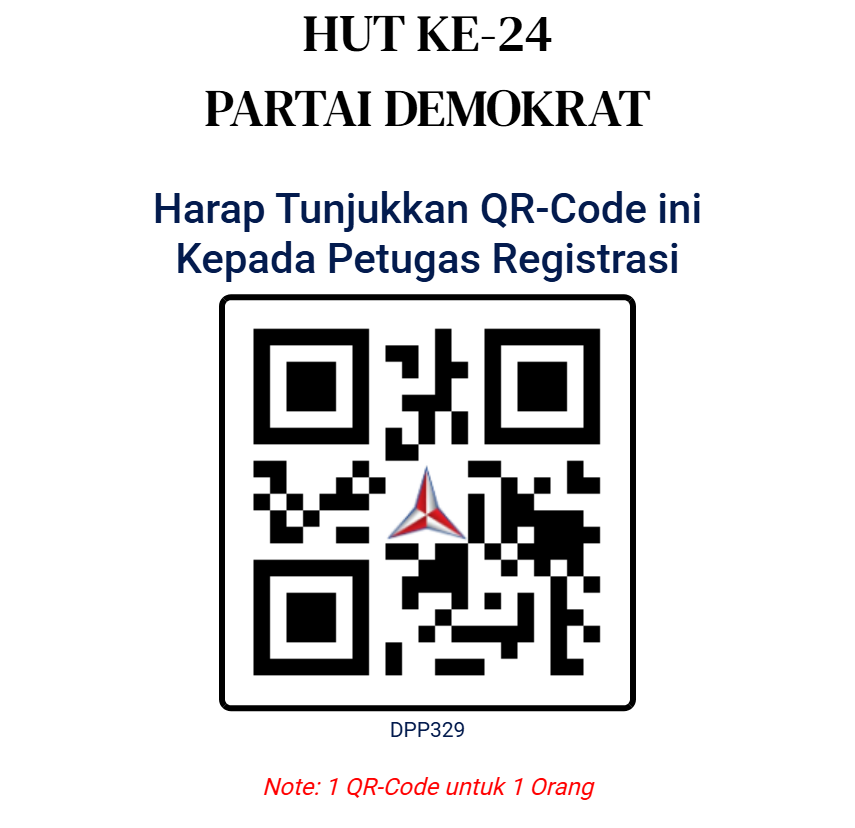 HUT KE-24
PARTAI DEMOKRAT
Harap Tunjukkan QR-Code ini
Kepada Petugas Registrasi
DPP329
Note: 1 QR-Code untuk 1 Orang